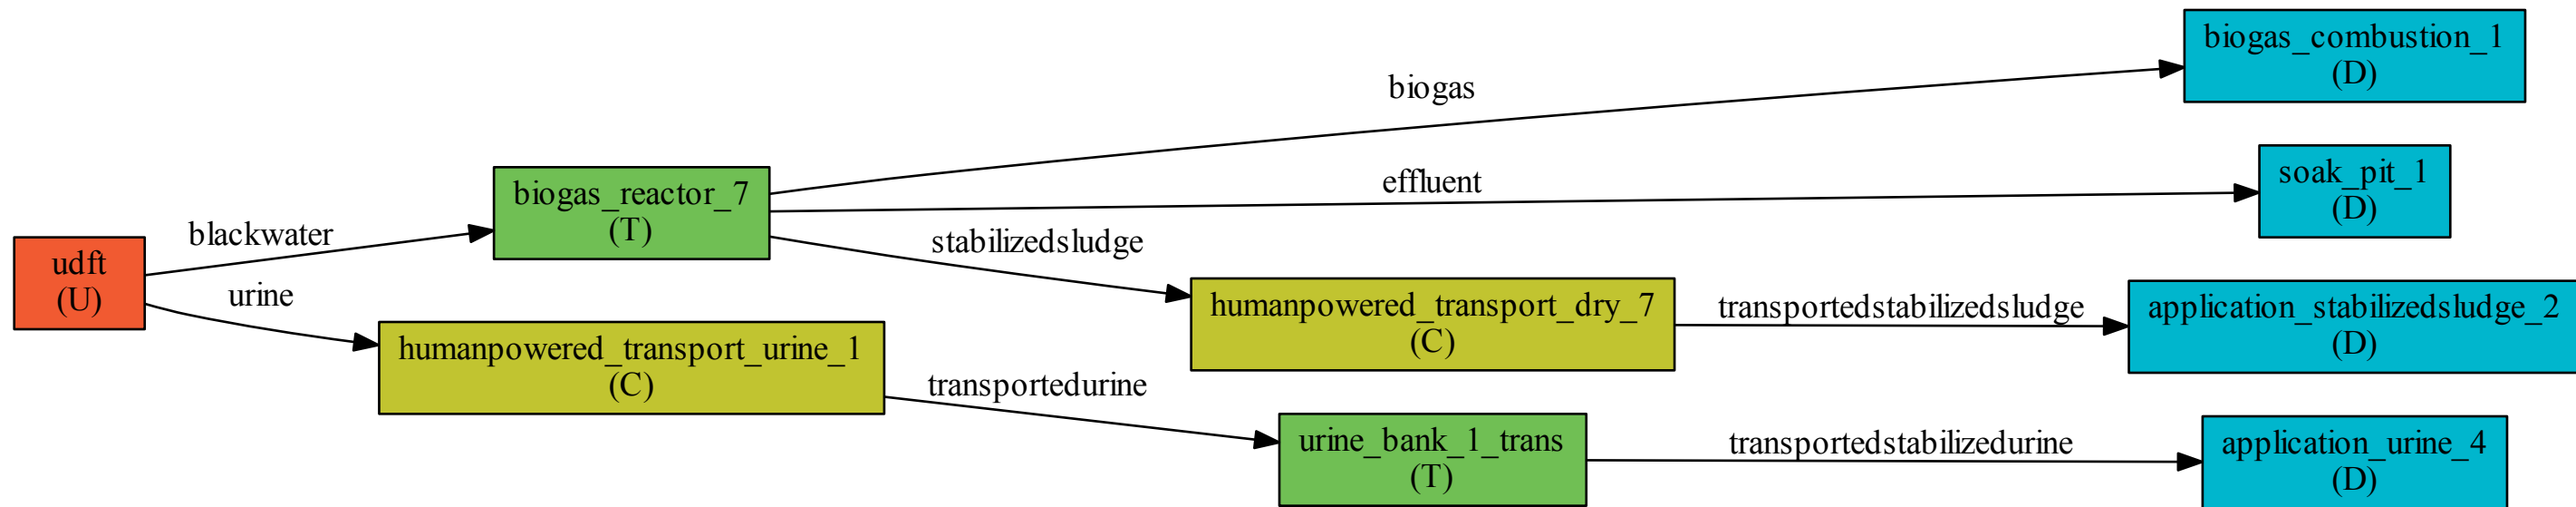 biogas_combustion_1
(D)
biogas
soak_pit_1
(D)
effluent
biogas_reactor_7
(T)
blackwater
stabilizedsludge
udft
(U)
urine
humanpowered_transport_dry_7
(C)
transportedstabilizedsludge
application_stabilizedsludge_2
(D)
humanpowered_transport_urine_1
(C)
transportedurine
urine_bank_1_trans
(T)
transportedstabilizedurine
application_urine_4
(D)